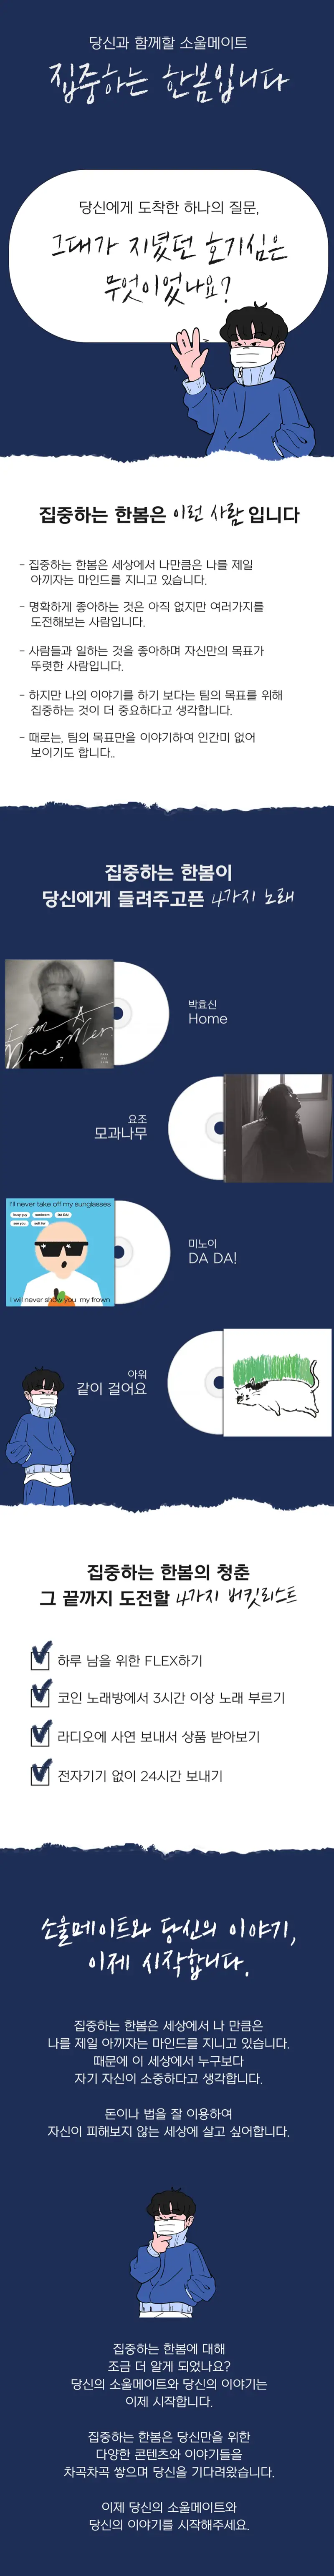 당신과 함께할 소울메이트
집중하는 한봄입니다
당신에게 도착한 하나의 질문,
그대가 지녔던 호기심은
무엇이었나요?
집중하는 한봄은 이런 사람 입니다
- 집중하는 한봄은 세상에서 나만큼은 나를 제일
아끼자는 마인드를 지니고 있습니다.
- 명확하게 좋아하는 것은 아직 없지만 여러가지를
도전해보는 사람입니다.
- 사람들과 일하는 것을 좋아하며 자신만의 목표가
뚜렷한 사람입니다.
- 하지만 나의 이야기를 하기 보다는 팀의 목표를 위해
집중하는 것이 더 중요하다고 생각합니다.
- 때로는, 팀의 목표만을 이야기하여 인간미 없어
보이기도 합니다..
집중하는 한봄이
당신에게 들려주고픈 4가지 노래
I am A
Dreamer
7
박효신
Home
요조
모과나무
I'll never take off my sunglasses
DA DA!
I will never show you my frown
미노이
DA DA!
아워
같이 걸어요
집중하는 한봄의 청춘
그 끝까지 도전할 4가지 버킷리스트
하루 남을 위한 FLEX하기
코인 노래방에서 3시간 이상 노래 부르기
라디오에 사연 보내서 상품 받아보기
전자기기 없이 24시간 보내기
소울메이트와 당신의 이야기,
이제 시작합니다.
집중하는 한봄은 세상에서 나 만큼은
나를 제일 아끼자는 마인드를 지니고 있습니다.
때문에 이 세상에서 누구보다
자기 자신이 소중하다고 생각합니다.
돈이나 법을 잘 이용하여
자신이 피해보지 않는 세상에 살고 싶어합니다.
집중하는 한봄에 대해
조금 더 알게 되었나요?
당신의 소울메이트와 당신의 이야기는
이제 시작합니다.
집중하는 한봄은 당신만을 위한
다양한 콘텐츠와 이야기들을
차곡차곡 쌓으며 당신을 기다려왔습니다.
이제 당신의 소울메이트와
당신의 이야기를 시작해주세요.